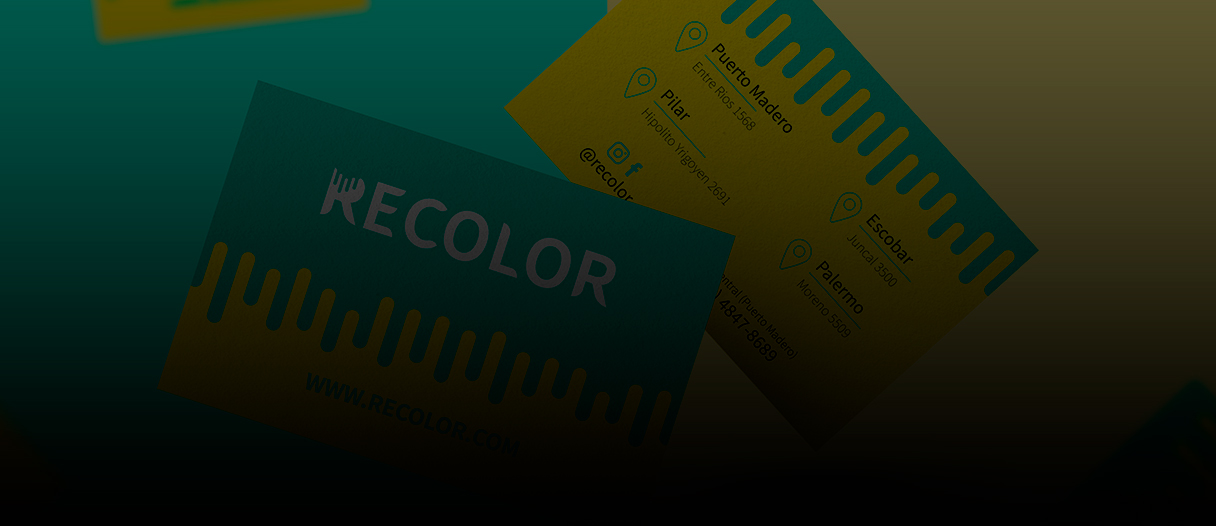 RECOLOR
WWW.RECOLOR.COM
Puerto Madero
Entre Rios 1568
Pilar
Hipolito Yrigoyen 2691
@recolor
Escobar
Juncal 3500
Palermo
Moreno 5509
(Puerto Madero)
4847-8689